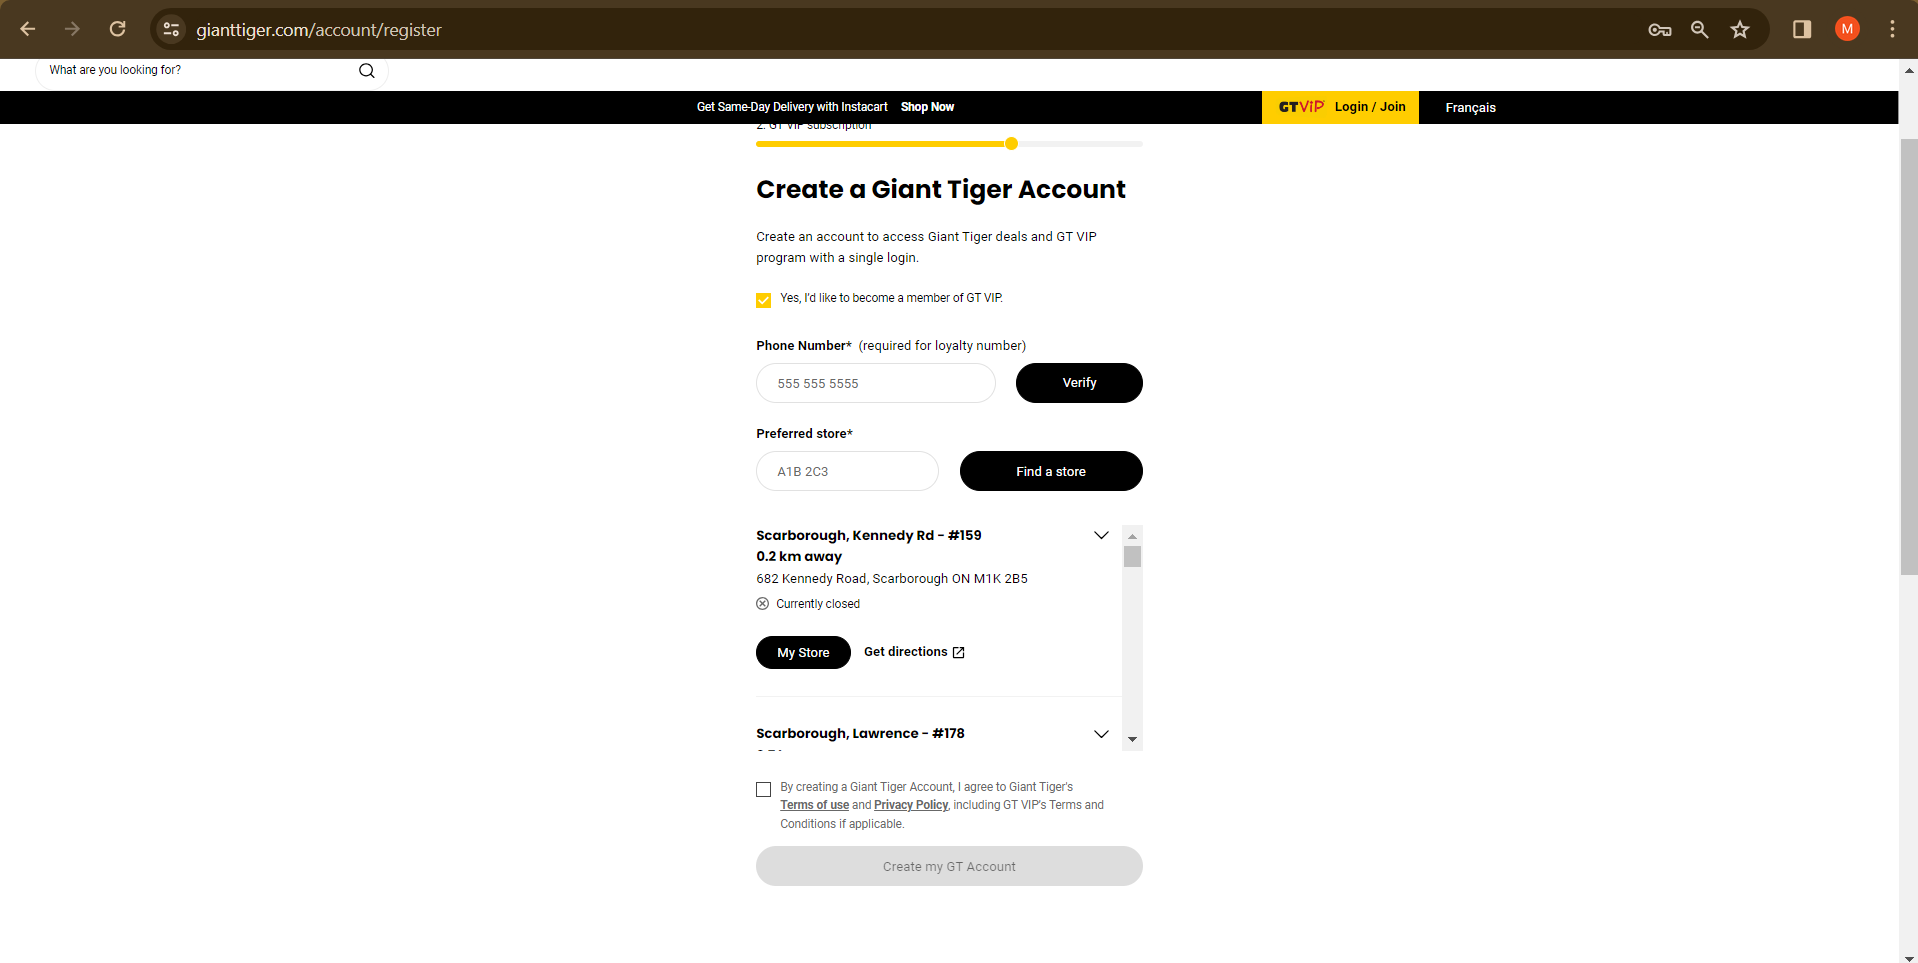 gianttiger.com/account/register
M
What are you looking for?
Get Same-Day Delivery with Instacart Shop Now
GTVIP Login / Join
Français
2. GT VIP subscription
Create a Giant Tiger Account
Create an account to access Giant Tiger deals and GT VIP
program with a single login.
Yes, I'd like to become a member of GT VIP.
Phone Number* (required for loyalty number)
555 555 5555
Verify
Preferred store*
A1B 2C3
Find a store
Scarborough, Kennedy Rd - #159
0.2 km away
682 Kennedy Road, Scarborough ON M1K 2B5
Currently closed
My Store
Get directions
Scarborough, Lawrence - #178
By creating a Giant Tiger Account, I agree to Giant Tiger's
Terms of use and Privacy Policy, including GT VIP's Terms and
Conditions if applicable.
Create my GT Account